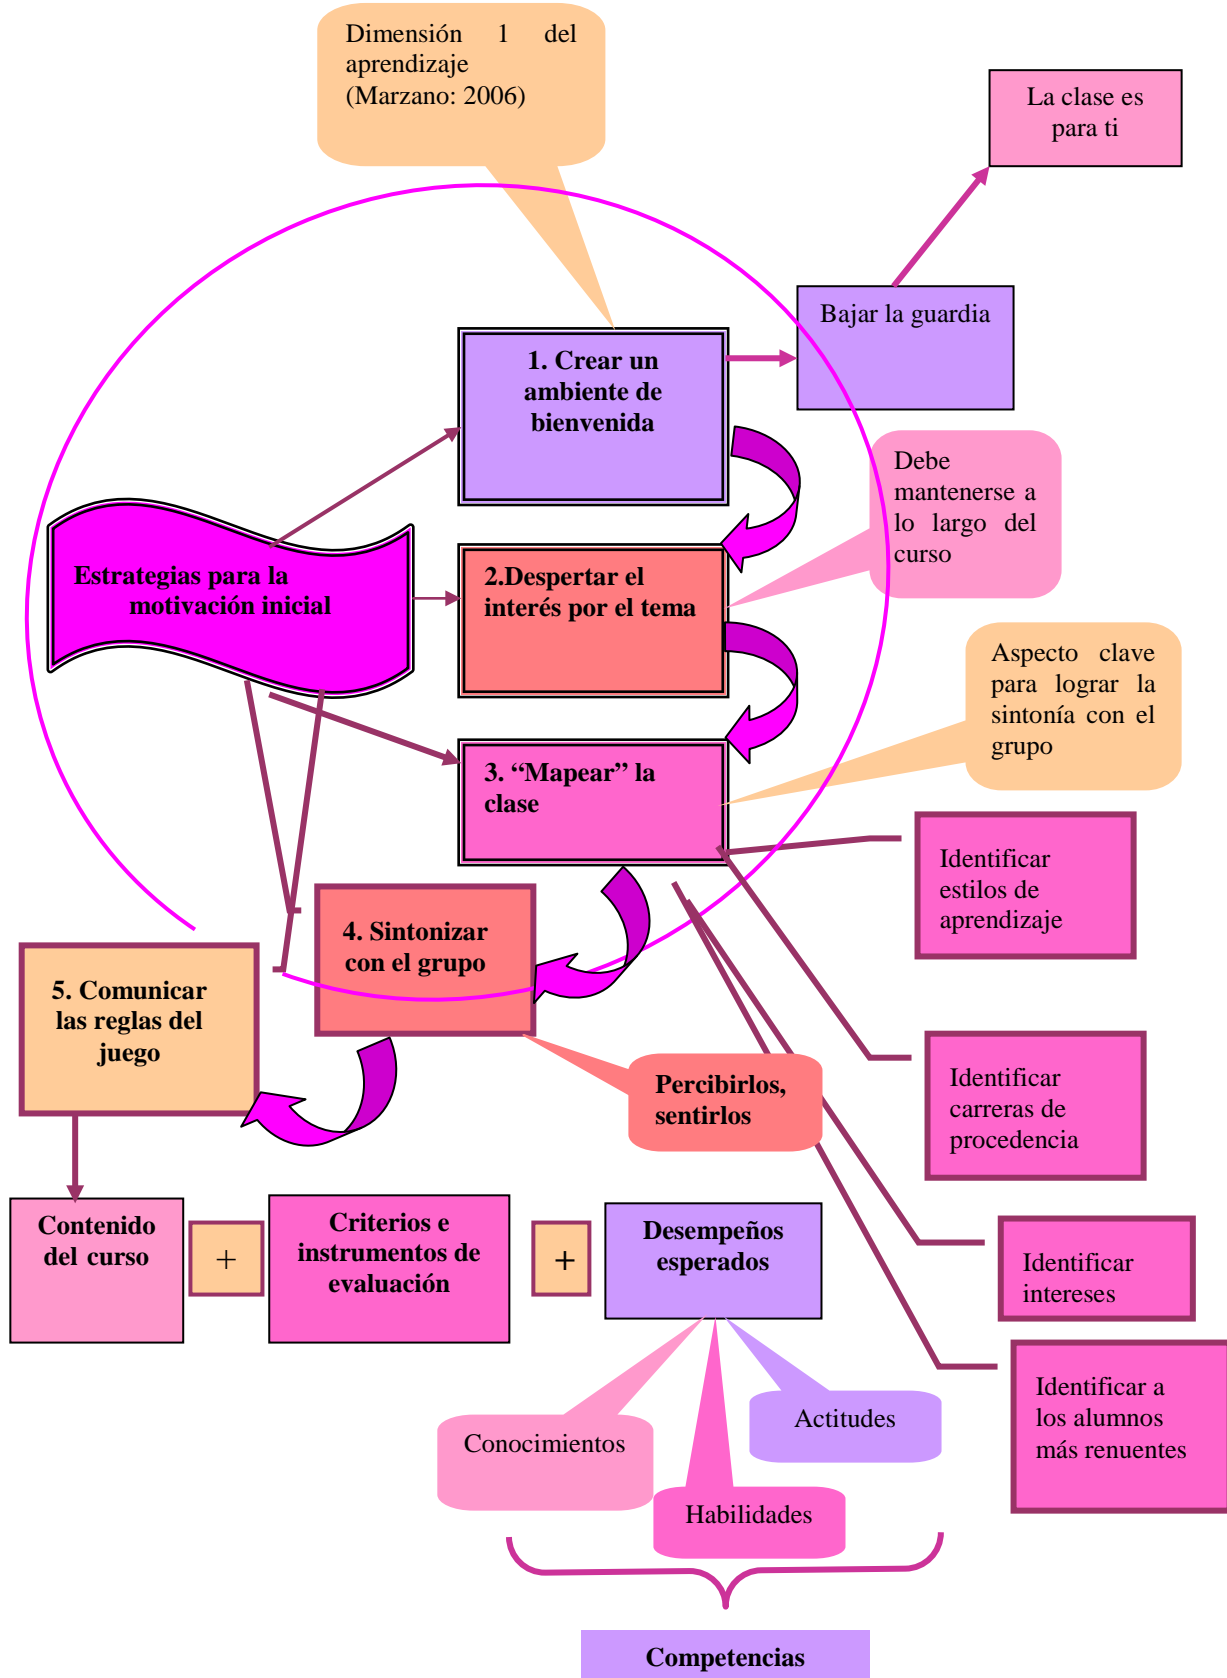 Dimensión 1 del
aprendizaje
(Marzano: 2006)
La clase es
para ti
Bajar la guardia
1. Crear un
ambiente de
bienvenida
Debe
mantenerse a
lo largo del
curso
Estrategias para la
motivación inicial
2.Despertar el
interés por el tema
Aspecto clave
para lograr la
sintonía con el
grupo
3. “Mapear” la
clase
Identificar
estilos de
aprendizaje
4. Sintonizar
con el grupo
5. Comunicar
las reglas del
juego
Percibirlos,
sentirlos
Identificar
carreras de
procedencia
Contenido
del curso
+
Criterios e
instrumentos de
evaluación
+
Desempeños
esperados
Identificar
intereses
Identificar a
los alumnos
más renuentes
Conocimientos
Actitudes
Habilidades
Competencias